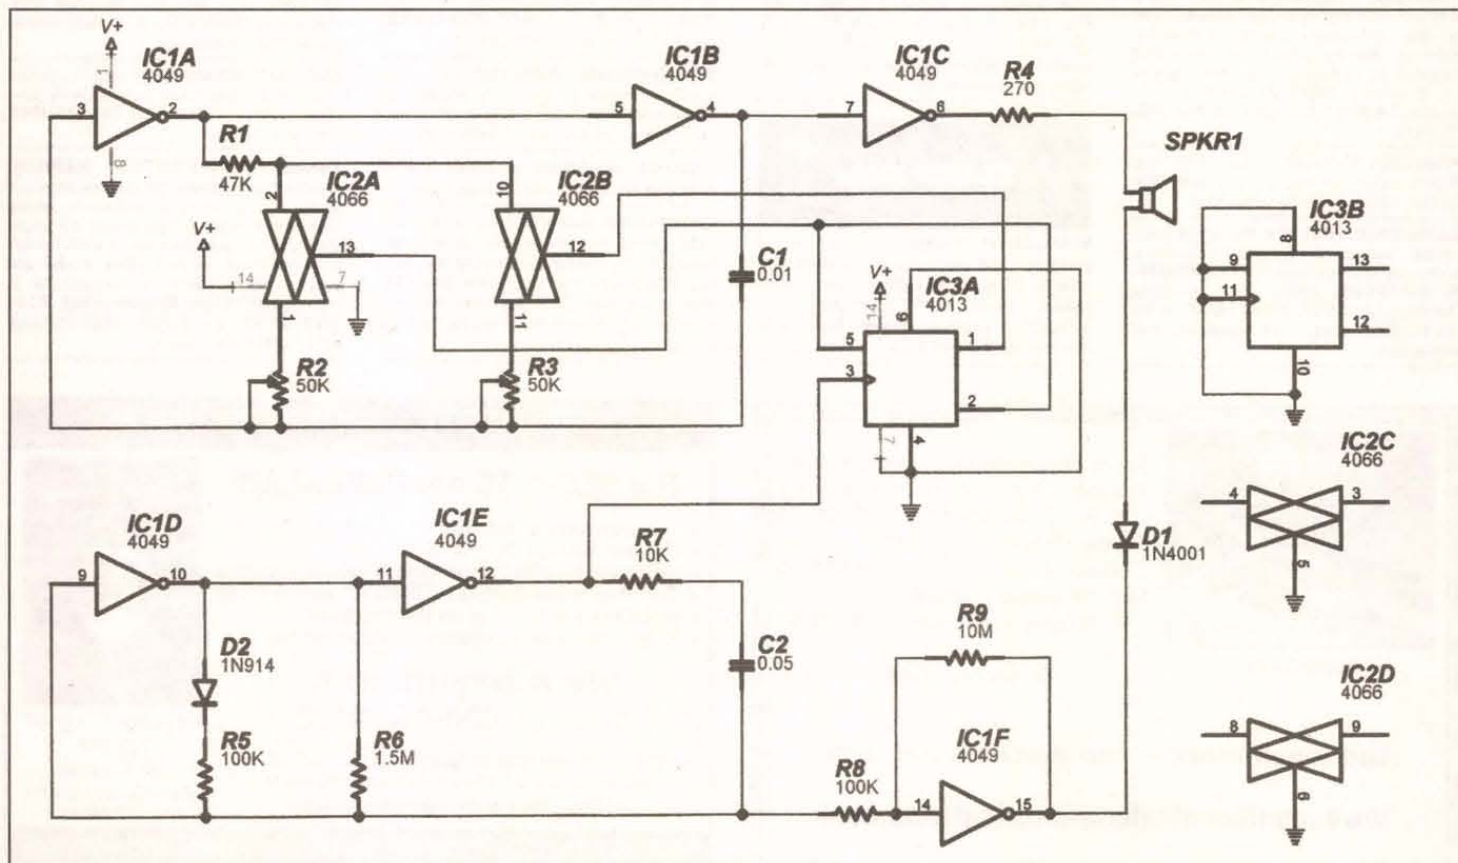 V+
1
3
IC1A
4049
2
8
R1
47K
2
IC2A
4066
V+
14
7
13
1
R2
50K
10
IC2B
4066
12
11
R3
50K
5
IC1B
4049
4
C1
0.01
7
IC1C
4049
6
R4
270
SPKR1
V+
14
6
IC3A
4013
5
3
1
2
7
4
IC3B
4013
8
9
11
13
12
10
IC2C
4066
4
3
5
IC2D
4066
8
9
6
9
IC1D
4049
10
D2
1N914
R5
100K
R6
1.5M
11
IC1E
4049
12
R7
10K
C2
0.05
R8
100K
R9
10M
IC1F
4049
14
15
D1
1N4001